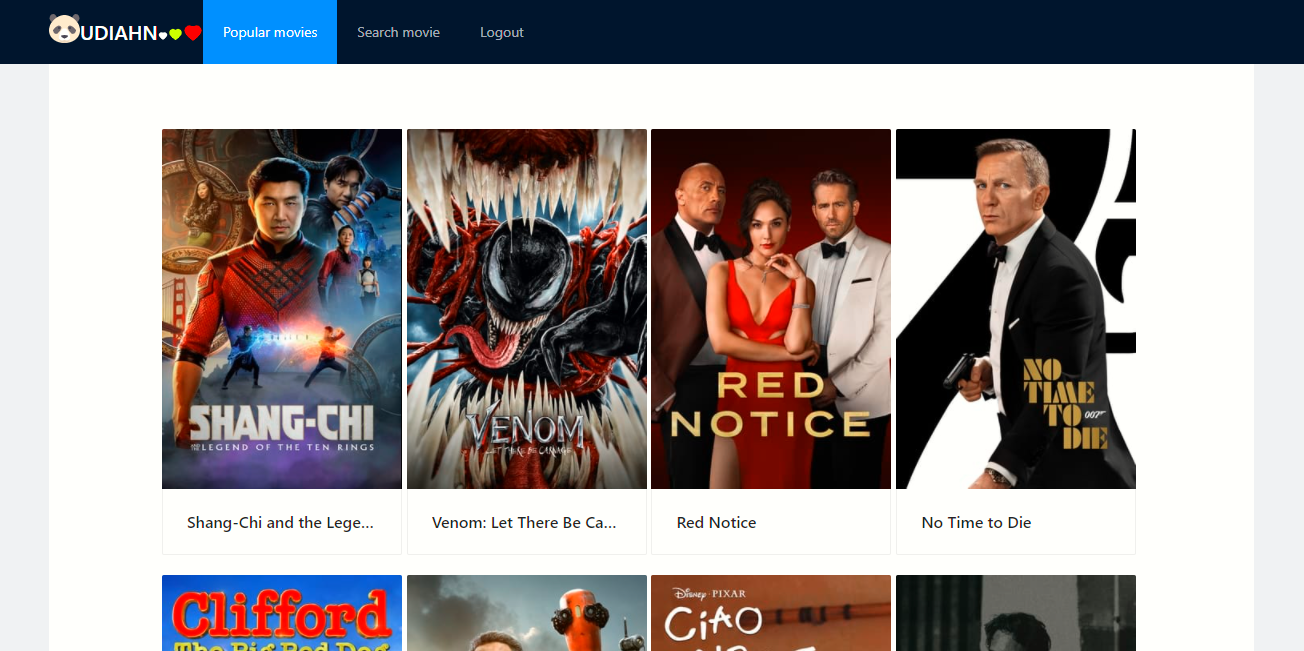 UDIAHN
Popular movies
Search movie
Logout
SHANG-CHI
AND THE LEGEND OF THE TEN RINGS
VENOM
LET THERE BE CARNAGE
RED
NOTICE
NO
TIME
TO 007
DIE
Shang-Chi and the Lege...
Venom: Let There Be Ca...
Red Notice
No Time to Die
Clifford
The Big Red Dog
Disney · PIXAR
CIAO